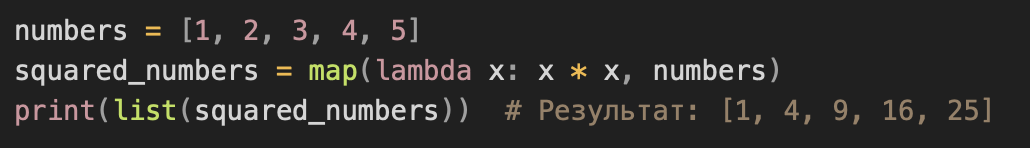 numbers = [1, 2, 3, 4, 5]
squared_numbers = map(lambda x: x * x, numbers)
print(list(squared_numbers))  # Результат: [1, 4, 9, 16, 25]